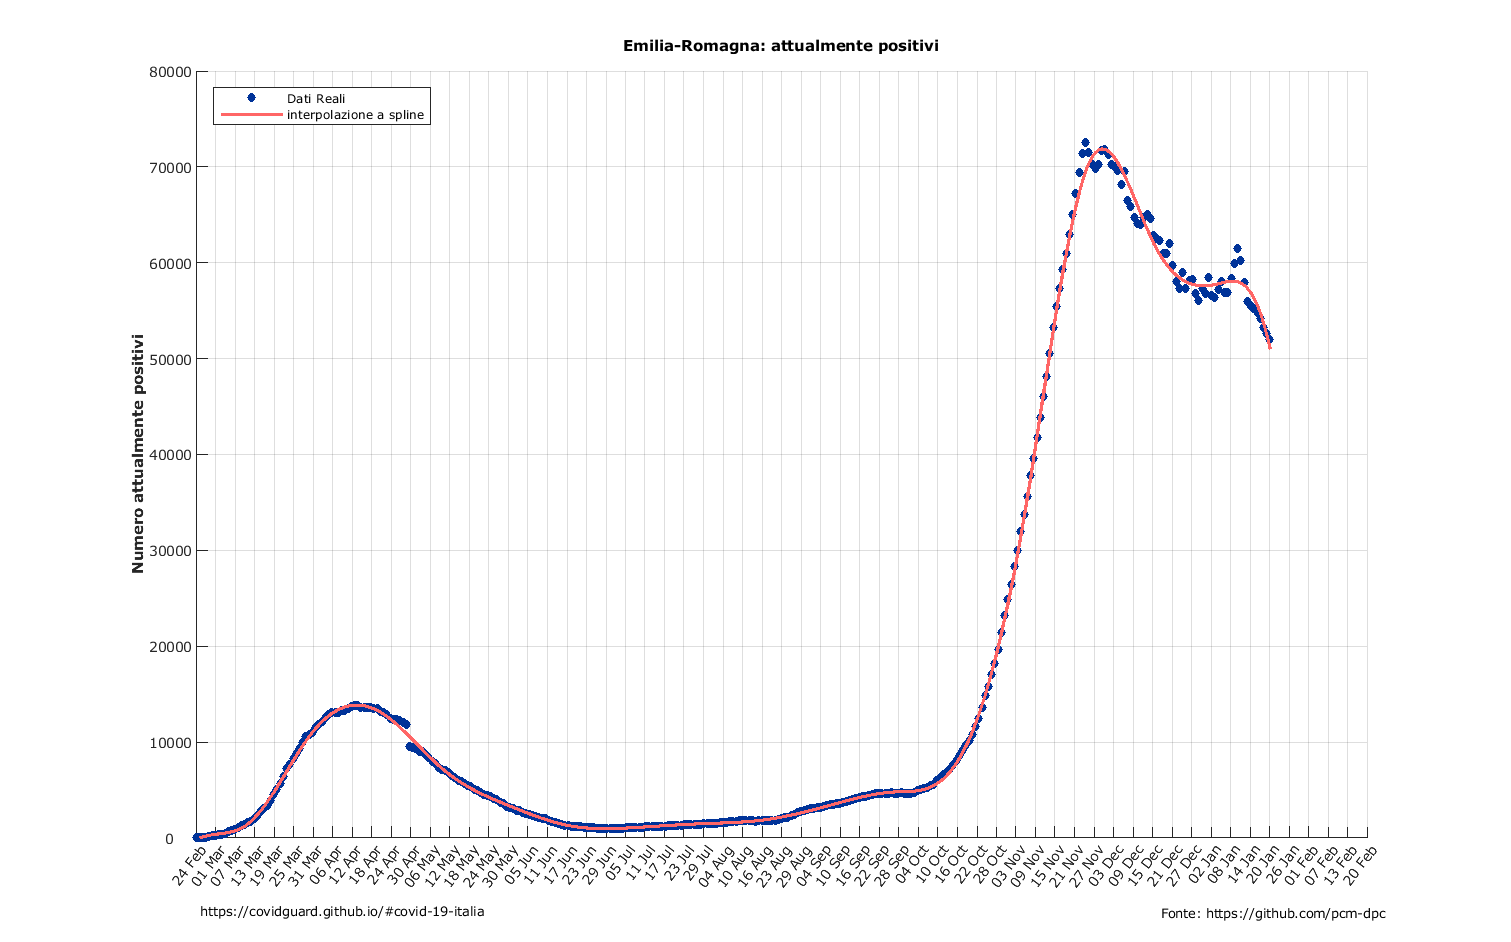 Emilia-Romagna: attualmente positivi
Dati Reali
interpolazione a spline
Numero attualmente positivi
80000
70000
60000
50000
40000
30000
20000
10000
0
24 Feb
01 Mar
07 Mar
13 Mar
19 Mar
25 Mar
31 Mar
06 Apr
12 Apr
18 Apr
24 Apr
30 Apr
06 May
12 May
18 May
24 May
30 May
05 Jun
11 Jun
17 Jun
23 Jun
29 Jun
05 Jul
11 Jul
17 Jul
23 Jul
29 Jul
04 Aug
10 Aug
16 Aug
23 Aug
29 Aug
04 Sep
10 Sep
16 Sep
22 Sep
28 Sep
04 Oct
10 Oct
16 Oct
22 Oct
28 Oct
03 Nov
09 Nov
15 Nov
21 Nov
27 Nov
03 Dec
09 Dec
15 Dec
21 Dec
27 Dec
02 Jan
08 Jan
14 Jan
20 Jan
26 Jan
01 Feb
07 Feb
13 Feb
20 Feb
https://covidguard.github.io/#covid-19-italia
Fonte: https://github.com/pcm-dpc